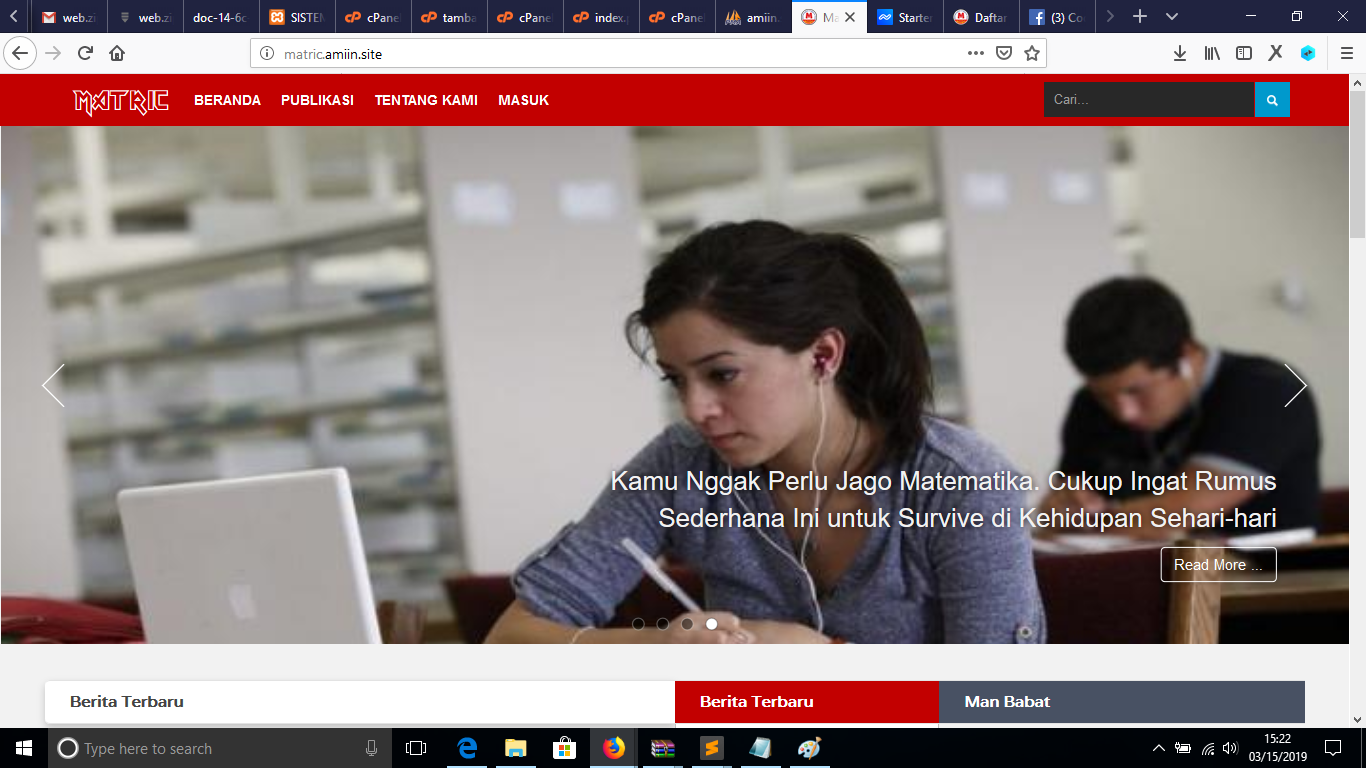 web.zi
web.zi
doc-14-6c
SISTEM
cPanel
tamba
cPanel
index.p
cPanel
amiin.
Ma
Starter
Daftar
(3) Co
matric.amiin.site
MATRIC
BERANDA
PUBLIKASI
TENTANG KAMI
MASUK
Cari...
Kamu Nggak Perlu Jago Matematika. Cukup Ingat Rumus
Sederhana Ini untuk Survive di Kehidupan Sehari-hari
Read More ...
Berita Terbaru
Berita Terbaru
Man Babat
Type here to search
15:22
03/15/2019